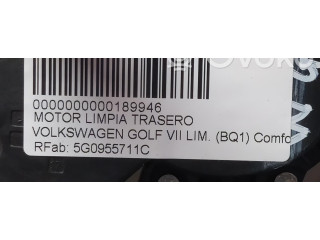 0000000000189946
MOTOR LIMPIA TRASERO
VOLKSWAGEN GOLF VII LIM. (BQ1) Comfo
RFab: 5G0955711C